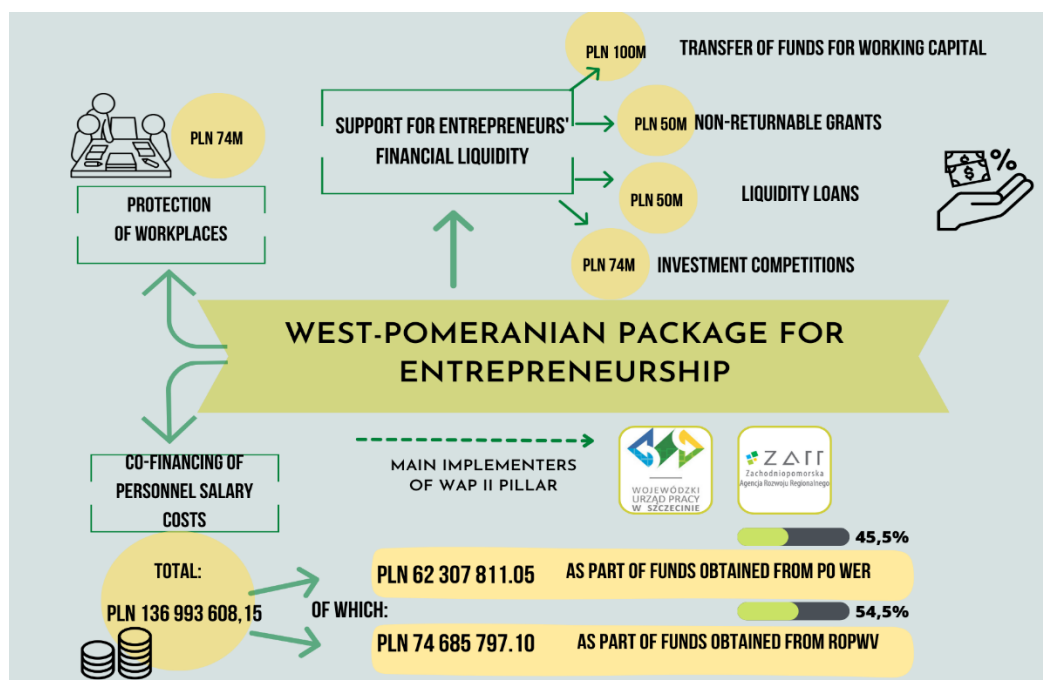 PLN 100M
TRANSFER OF FUNDS FOR WORKING CAPITAL
PLN 74M
SUPPORT FOR ENTREPRENEURS'
FINANCIAL LIQUIDITY
PLN 50M
NON-RETURNABLE GRANTS
%
PLN 50M
LIQUIDITY LOANS
PROTECTION
OF WORKPLACES
PLN 74M
INVESTMENT COMPETITIONS
WEST-POMERANIAN PACKAGE FOR
ENTREPRENEURSHIP
CO-FINANCING OF
PERSONNEL SALARY
COSTS
MAIN IMPLEMENTERS
OF WAP II PILLAR
WOJEWÓDZKI
URZĄD PRACY
W SZCZECINIE
Zachodniopomorska
Agencja Rozwoju Regionalnego
45,5%
TOTAL:
PLN 136 993 608,15
OF WHICH:
PLN 62 307 811.05
AS PART OF FUNDS OBTAINED FROM PO WER
54,5%
PLN 74 685 797.10
AS PART OF FUNDS OBTAINED FROM ROPWV